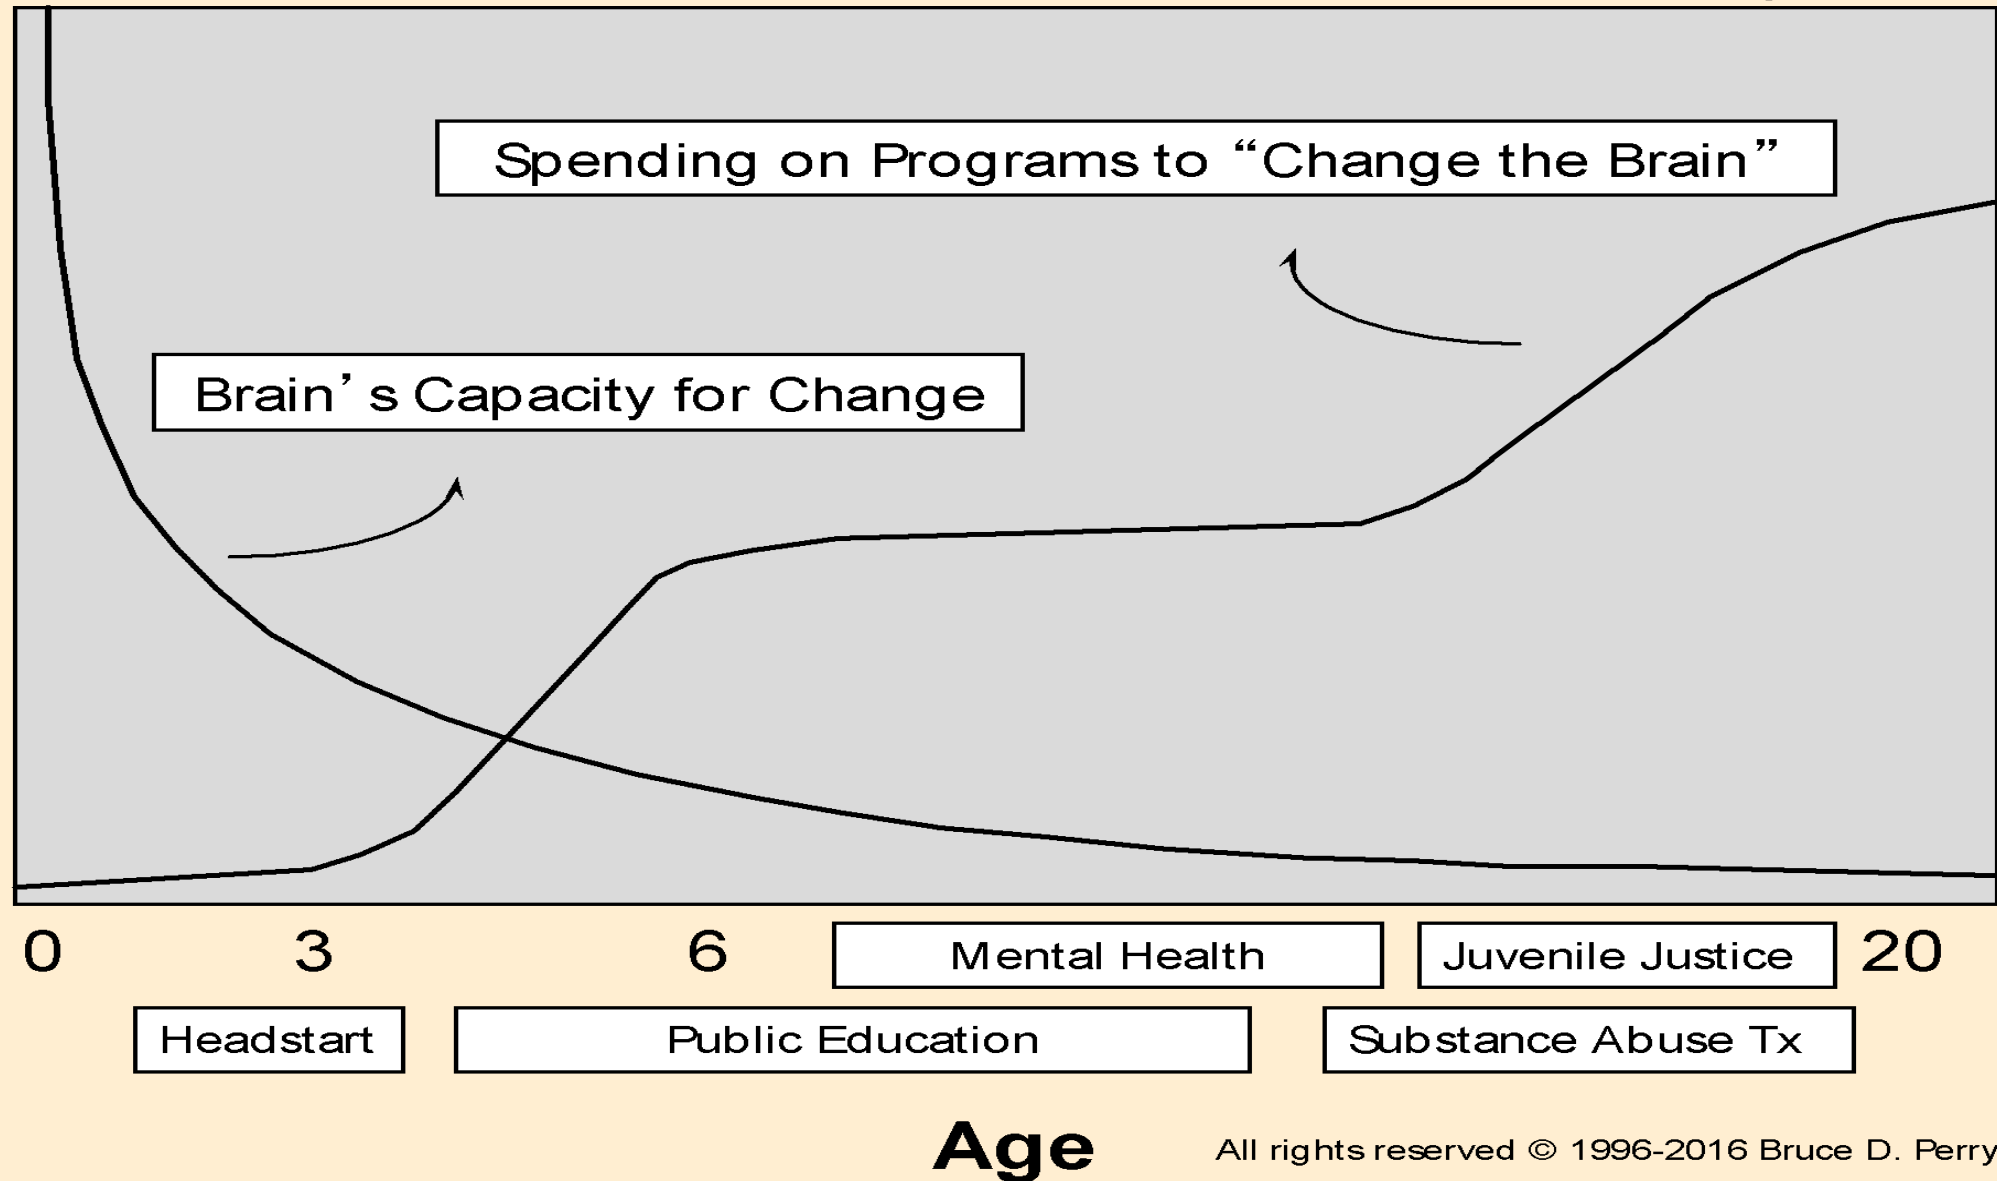 Spending on Programs to “Change the Brain”
Brain’s Capacity for Change
0 3 6 Mental Health Juvenile Justice 20
Headstart Public Education Substance Abuse Tx
Age
All rights reserved © 1996-2016 Bruce D. Perry